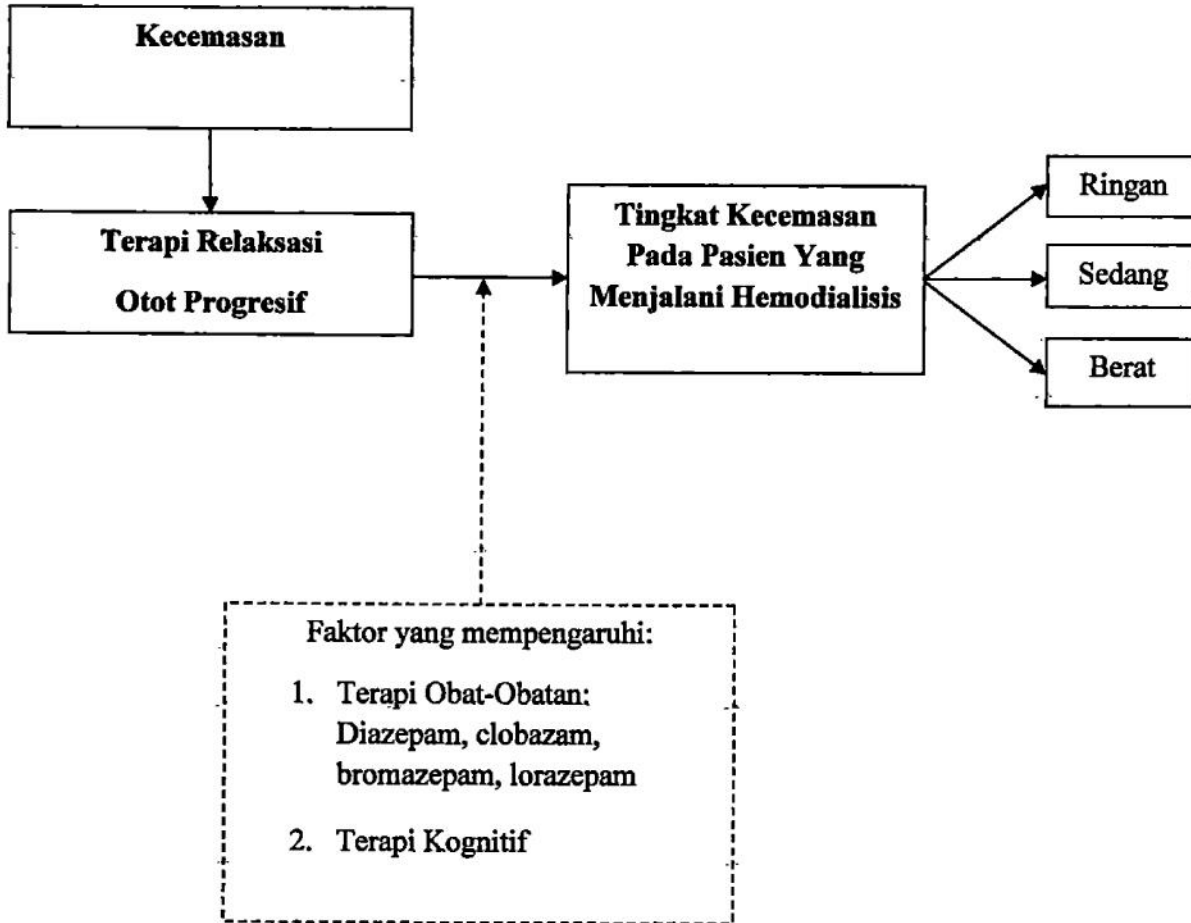 Kecemasan
Terapi Relaksasi
Otot Progresif
Tingkat Kecemasan
Pada Pasien Yang
Menjalani Hemodialisis
Ringan
Sedang
Berat
Faktor yang mempengaruhi:
1. Terapi Obat-Obatan:
Diazepam, clobazam,
bromazepam, lorazepam
2. Terapi Kognitif